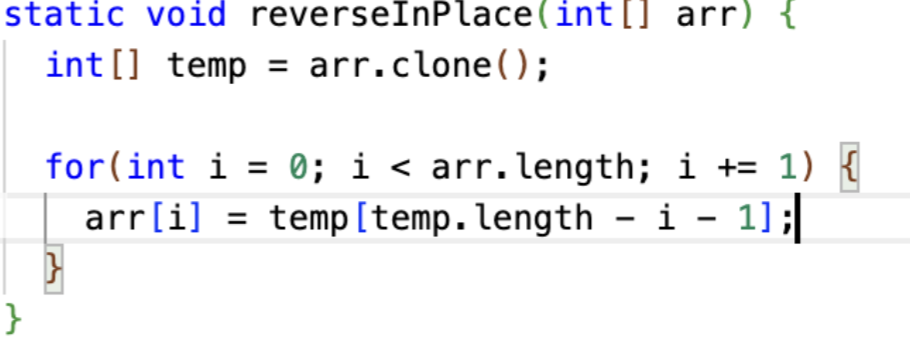 static void reverseInPlace(int[] arr) {
int[] temp = arr.clone();
for(int i = 0; i < arr.length; i += 1) {
arr[i] = temp[temp.length - i - 1];
}
}